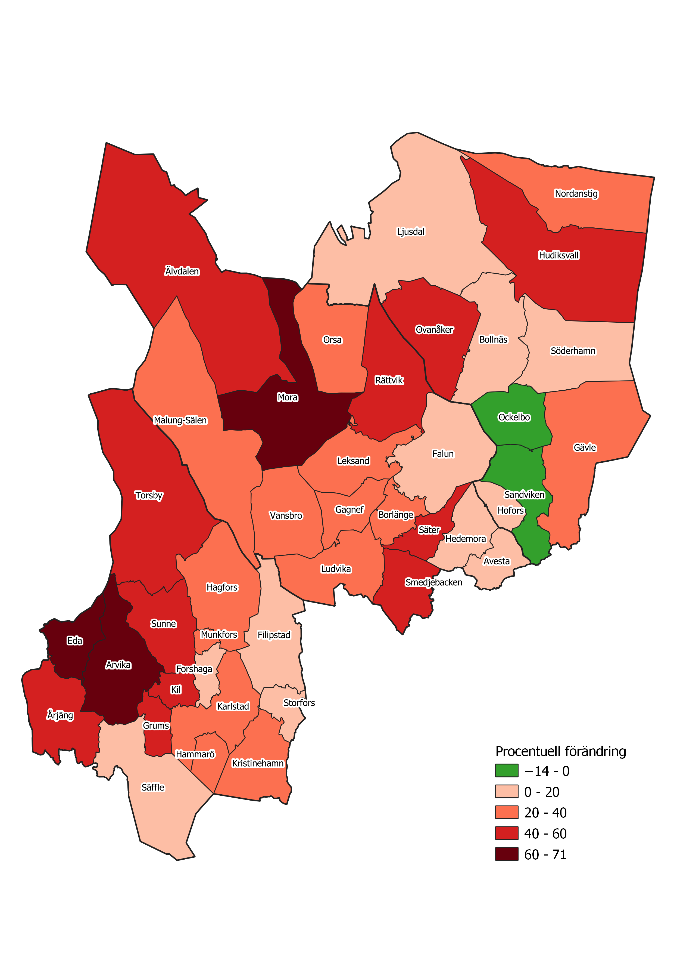 Nordanstig
Ljusdal
Hudiksvall
Älvdalen
Ovanåker
Orsa
Bollnäs
Söderhamn
Rättvik
Mora
Ockelbo
Malung-Sälen
Gävle
Falun
Leksand
Torsby
Sandviken
Gagnef
Hofors
Vansbro
Borlänge
Säter
Hedemora
Avesta
Ludvika
Smedjebacken
Hagfors
Sunne
Munkfors
Filipstad
Eda
Arvika
Forshaga
Kil
Storfors
Karlstad
Årjäng
Grums
Hammarö
Kristinehamn
Säffle
Procentuell förändring
−14 - 0
0 - 20
20 - 40
40 - 60
60 - 71